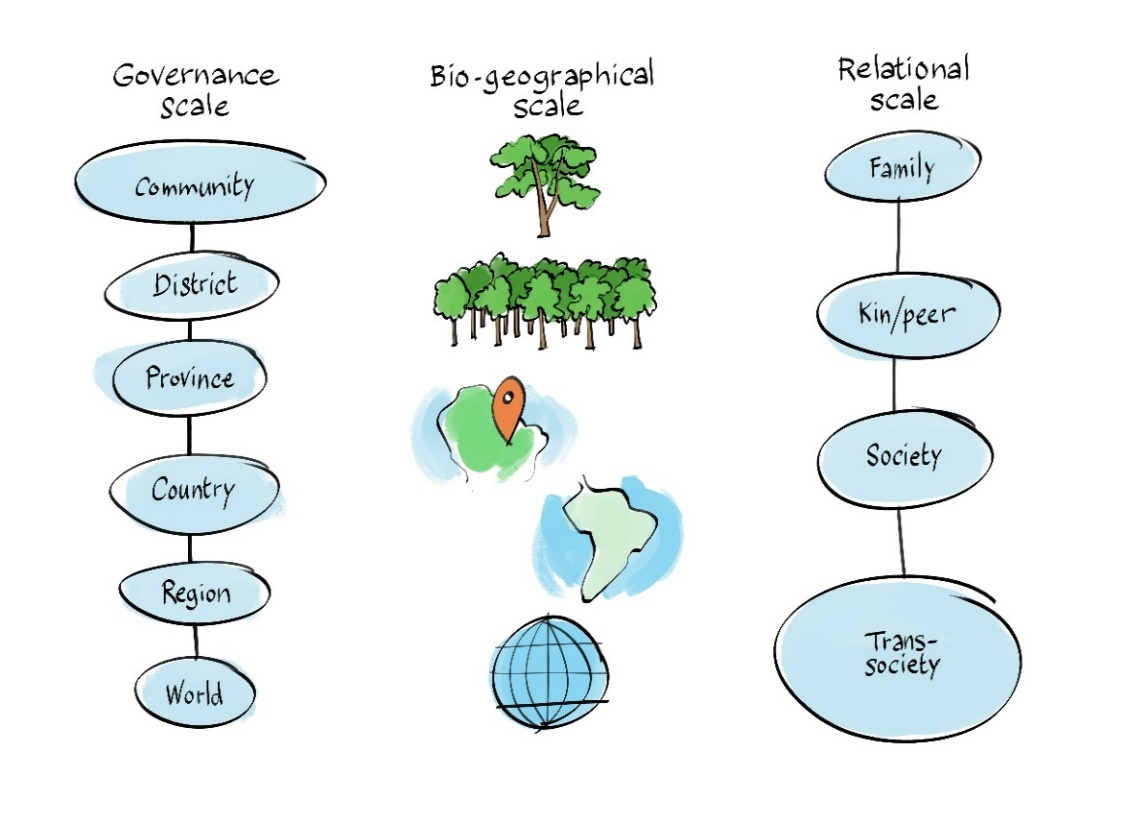 Governance
scale
Community
District
Province
Country
Region
World
Bio-geographical
scale
Relational
scale
Family
Kin/peer
Society
Trans-
society